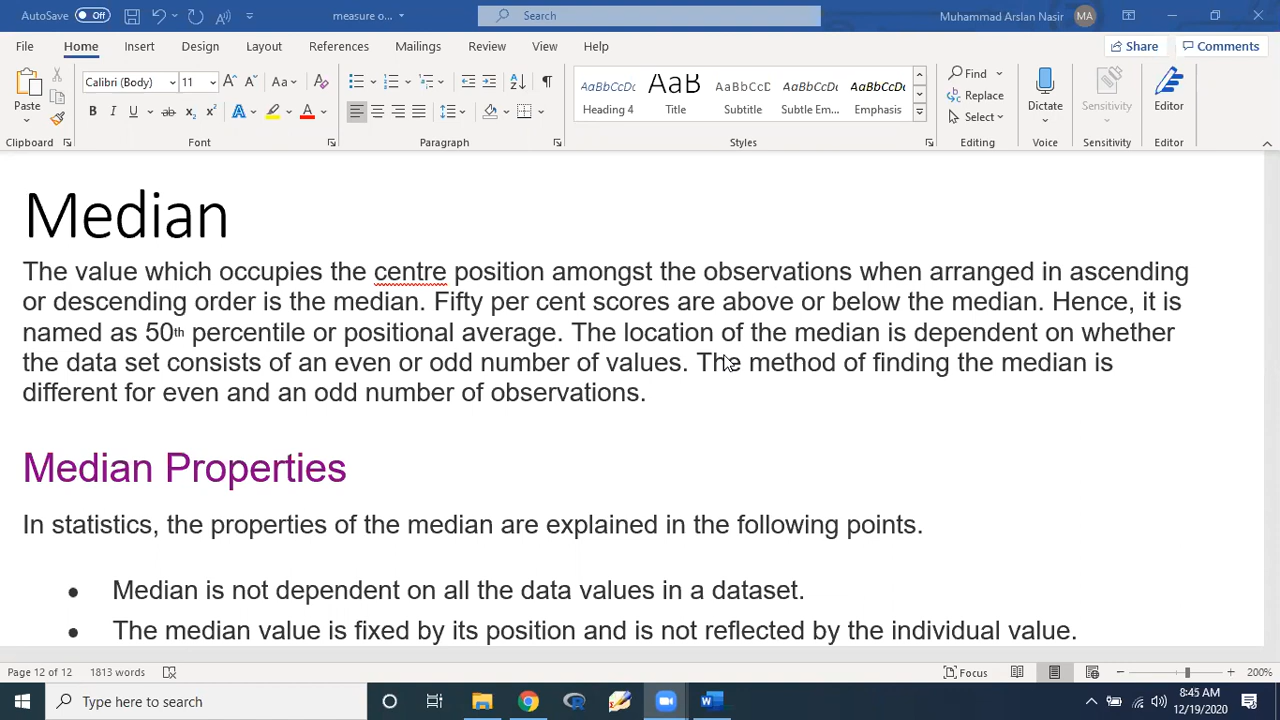 AutoSave Off measure o... Search Muhammad Arslan Nasir MA
File Home Insert Design Layout References Mailings Review View Help Share Comments
Paste Calibri (Body) 11 Aa AaBbCcDc AaB AaBbCcDc AaBbCcDc AaBbCcDc Find Replace Select Dictate Sensitivity Editor
B I U ab x A Heading 4 Title Subtitle Subtle Em... Emphasis
Clipboard Font Paragraph Styles Editing Voice Sensitivity Editor
Median
The value which occupies the centre position amongst the observations when arranged in ascending
or descending order is the median. Fifty per cent scores are above or below the median. Hence, it is
named as 50th percentile or positional average. The location of the median is dependent on whether
the data set consists of an even or odd number of values. The method of finding the median is
different for even and an odd number of observations.
Median Properties
In statistics, the properties of the median are explained in the following points.
• Median is not dependent on all the data values in a dataset.
• The median value is fixed by its position and is not reflected by the individual value.
Page 12 of 12 1813 words Focus 200%
Type here to search 8:45 AM
12/19/2020